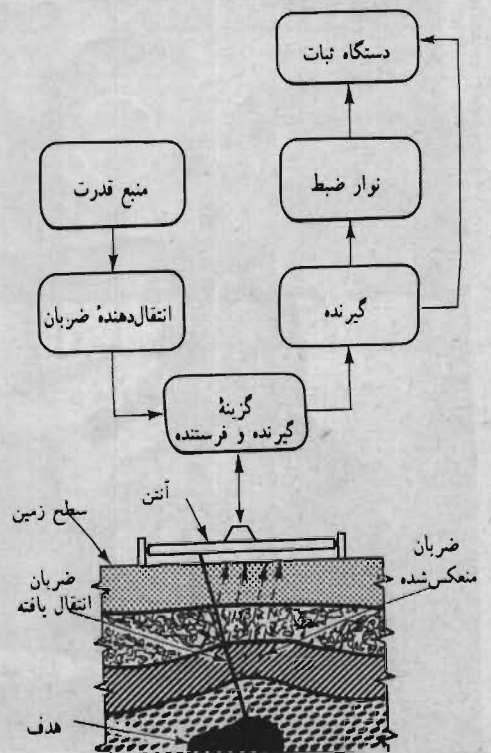 دستگاه ثبات
منبع قدرت
نوار ضبط
انتقال‌دهندهٔ ضربان
گیرنده
گزینهٔ
گیرنده و فرستنده
آنتن
سطح زمین
ضربان
منعکس‌شده
ضربان
انتقال یافته
هدف